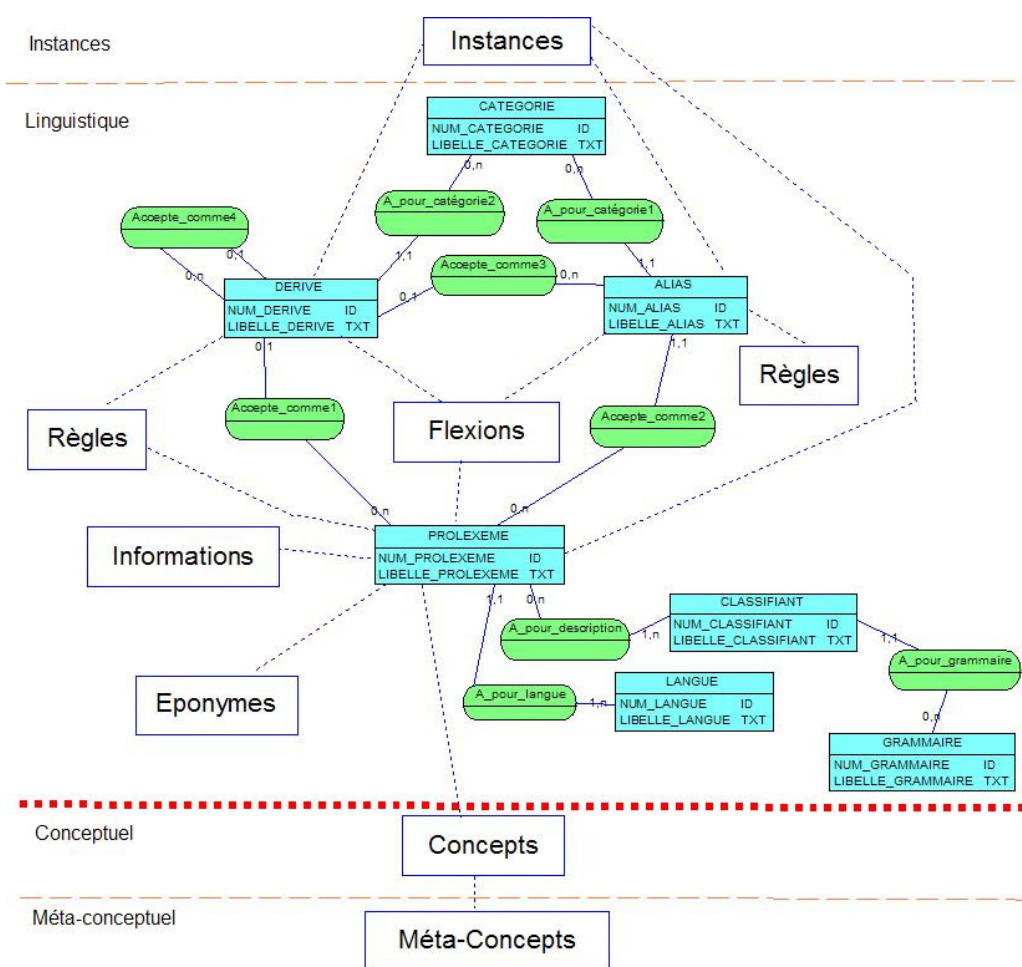 Instances
Instances
Linguistique
CATEGORIE
NUM_CATEGORIE ID
LIBELLE_CATEGORIE TXT
0,n
0,n
A_pour_catégorie2
A_pour_catégorie1
Accepte_comme4
0,1
0,n
1,1
Accepte_comme3
0,n
1,1
DERIVE
NUM_DERIVE ID
LIBELLE_DERIVE TXT
0,1
ALIAS
NUM_ALIAS ID
LIBELLE_ALIAS TXT
0,1
1,1
Règles
Accepte_comme1
Flexions
Accepte_comme2
Règles
0,n
0,n
PROLEXEME
NUM_PROLEXEME ID
LIBELLE_PROLEXEME TXT
Informations
1,1
0,n
A_pour_description
1,n
CLASSIFIANT
NUM_CLASSIFIANT ID
LIBELLE_CLASSIFIANT TXT
1,1
A_pour_grammaire
Eponymes
A_pour_langue
1,n
LANGUE
NUM_LANGUE ID
LIBELLE_LANGUE TXT
0,n
GRAMMAIRE
NUM_GRAMMAIRE ID
LIBELLE_GRAMMAIRE TXT
Conceptuel
Concepts
Méta-conceptuel
Méta-Concepts